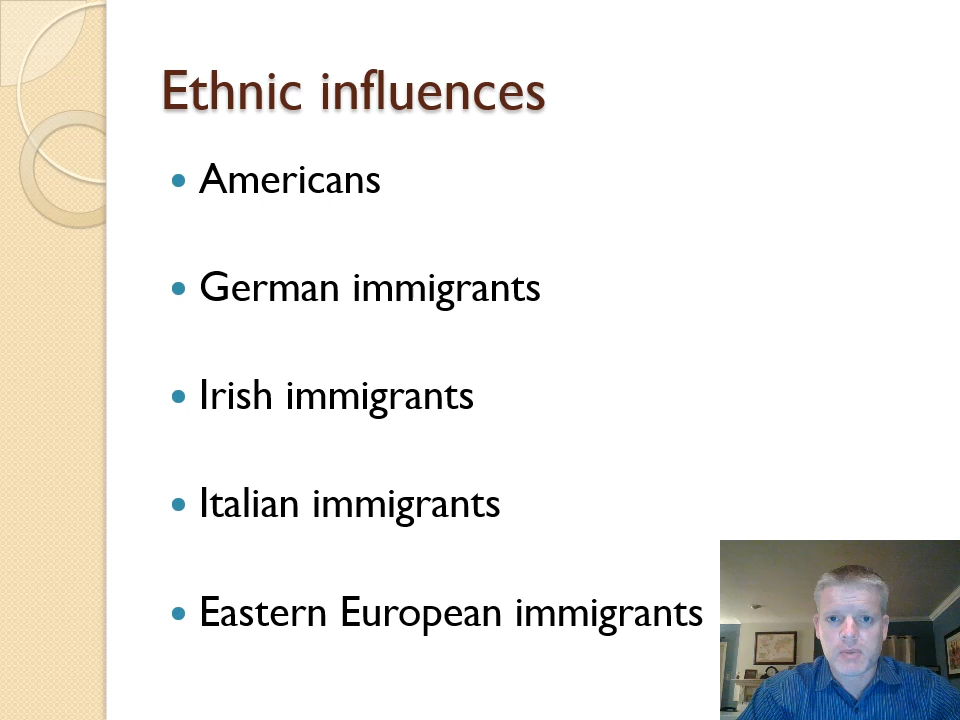 Ethnic influences
Americans
German immigrants
Irish immigrants
Italian immigrants
Eastern European immigrants